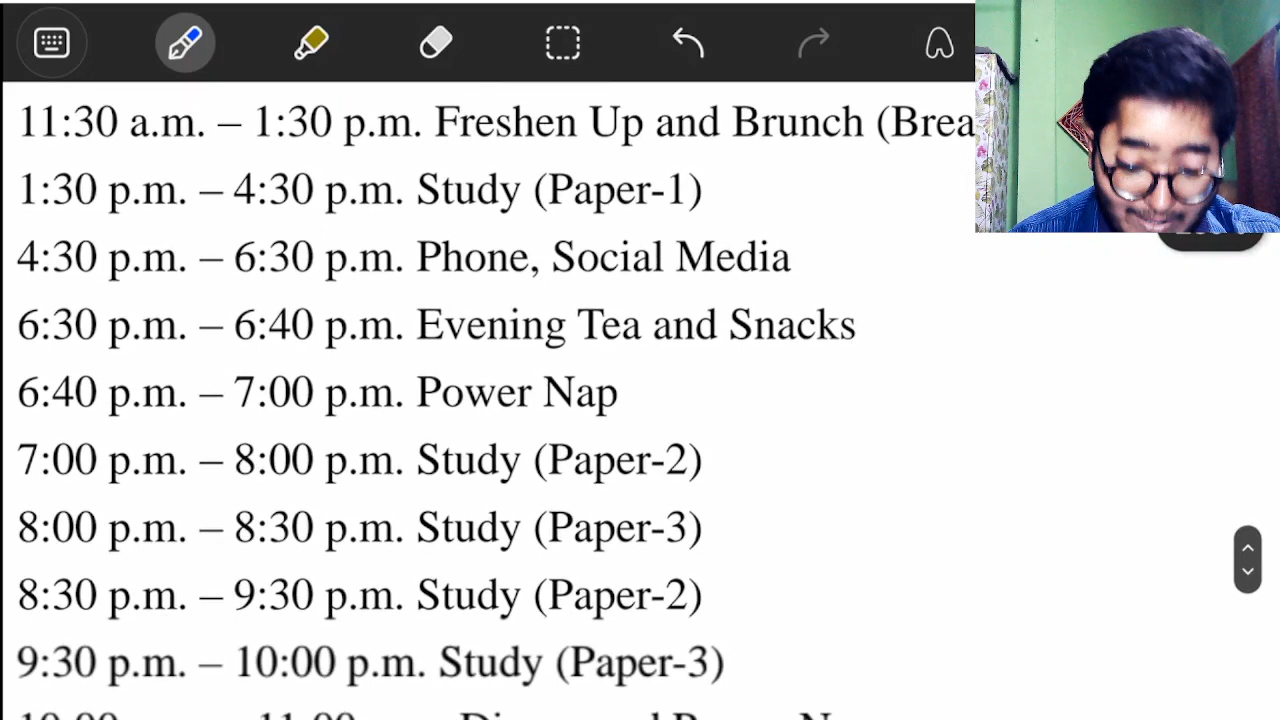 11:30 a.m. – 1:30 p.m. Freshen Up and Brunch (Brea
1:30 p.m. – 4:30 p.m. Study (Paper-1)
4:30 p.m. – 6:30 p.m. Phone, Social Media
6:30 p.m. – 6:40 p.m. Evening Tea and Snacks
6:40 p.m. – 7:00 p.m. Power Nap
7:00 p.m. – 8:00 p.m. Study (Paper-2)
8:00 p.m. – 8:30 p.m. Study (Paper-3)
8:30 p.m. – 9:30 p.m. Study (Paper-2)
9:30 p.m. – 10:00 p.m. Study (Paper-3)